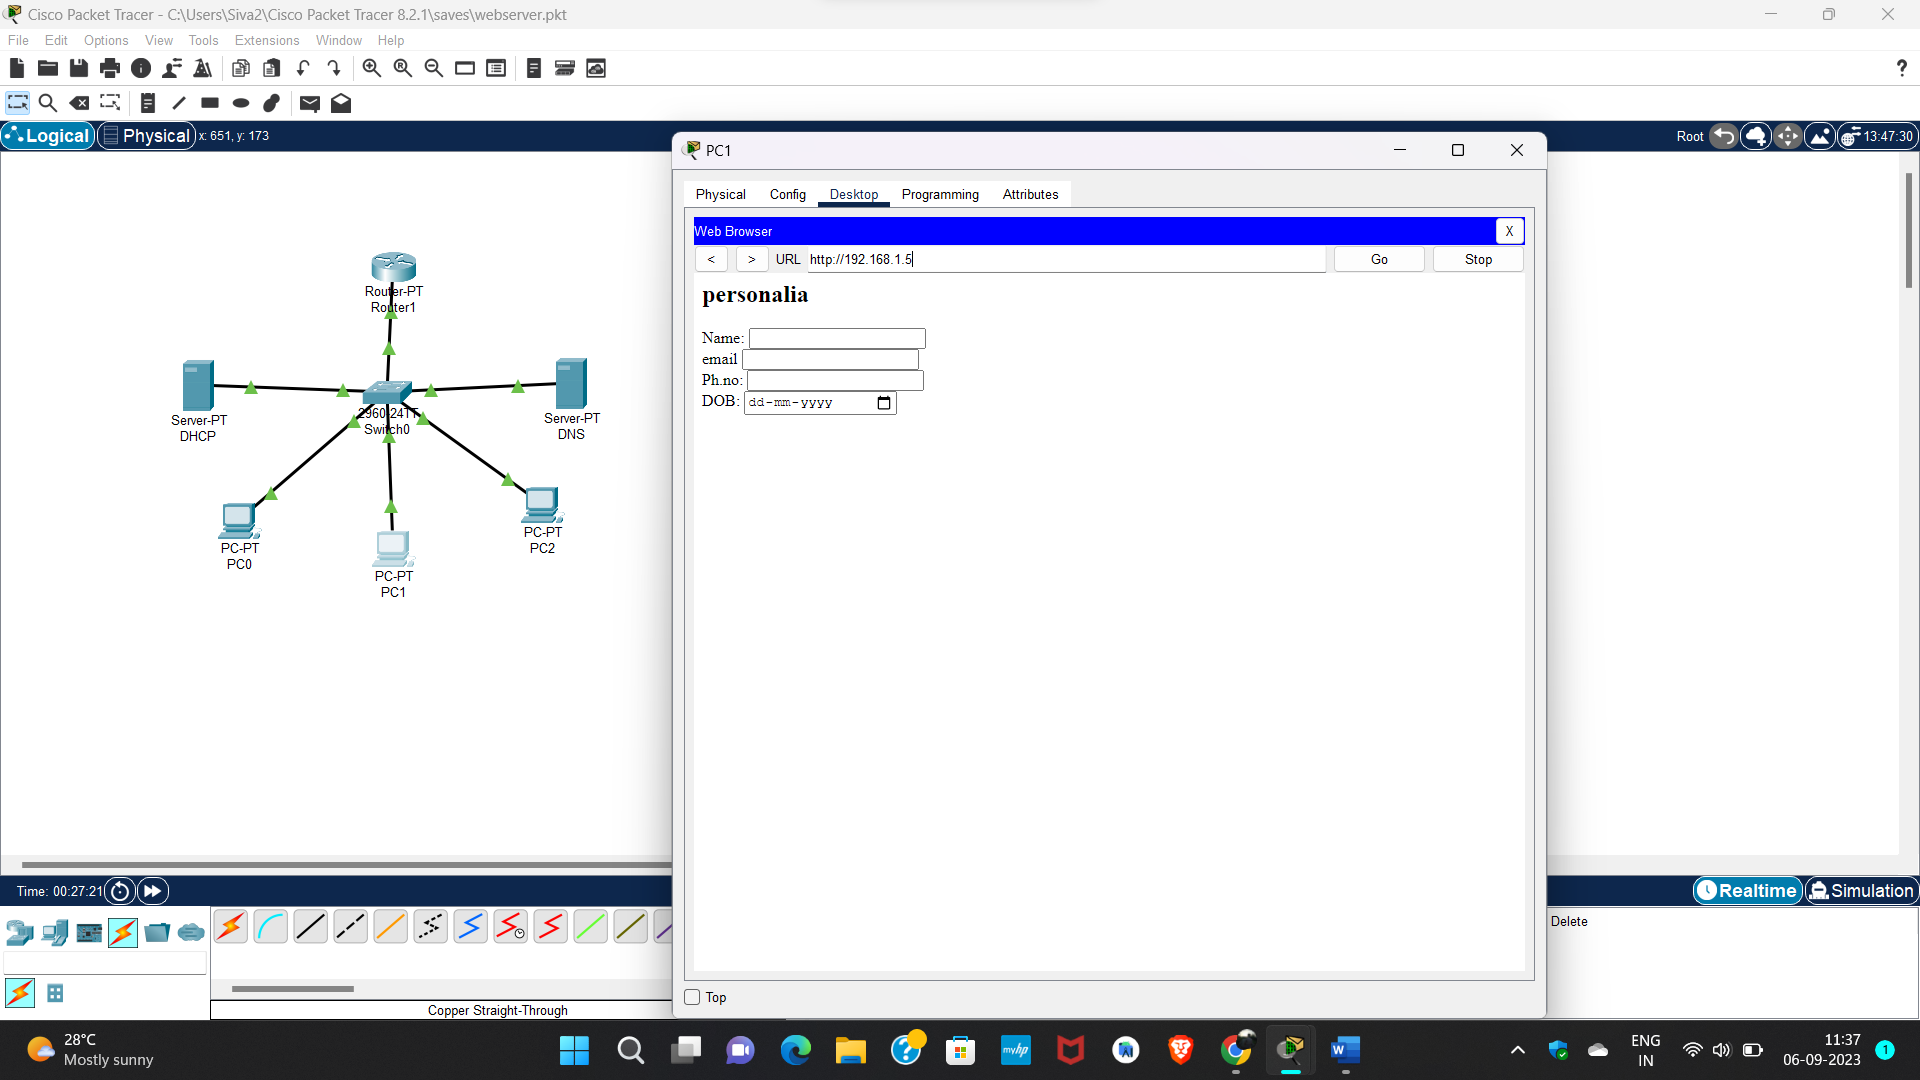 Cisco Packet Tracer - C:\Users\Siva2\Cisco Packet Tracer 8.2.1\saves\webserver.pkt
File Edit Options View Tools Extensions Window Help
?
Logical Physical x: 651, y: 173
Root 13:47:30
Router-PT
Router1
Server-PT
DHCP
2960-24TT
Switch0
Server-PT
DNS
PC-PT
PC0
PC-PT
PC1
PC-PT
PC2
PC1
Physical Config Desktop Programming Attributes
Web Browser X
< > URL http://192.168.1.5 Go Stop
personalia
Name:
email
Ph.no:
DOB: dd-mm-yyyy
Top
Time: 00:27:21
Realtime Simulation
Copper Straight-Through
Delete
28°C
Mostly sunny
myhp
W
ENG
IN
11:37
06-09-2023
1